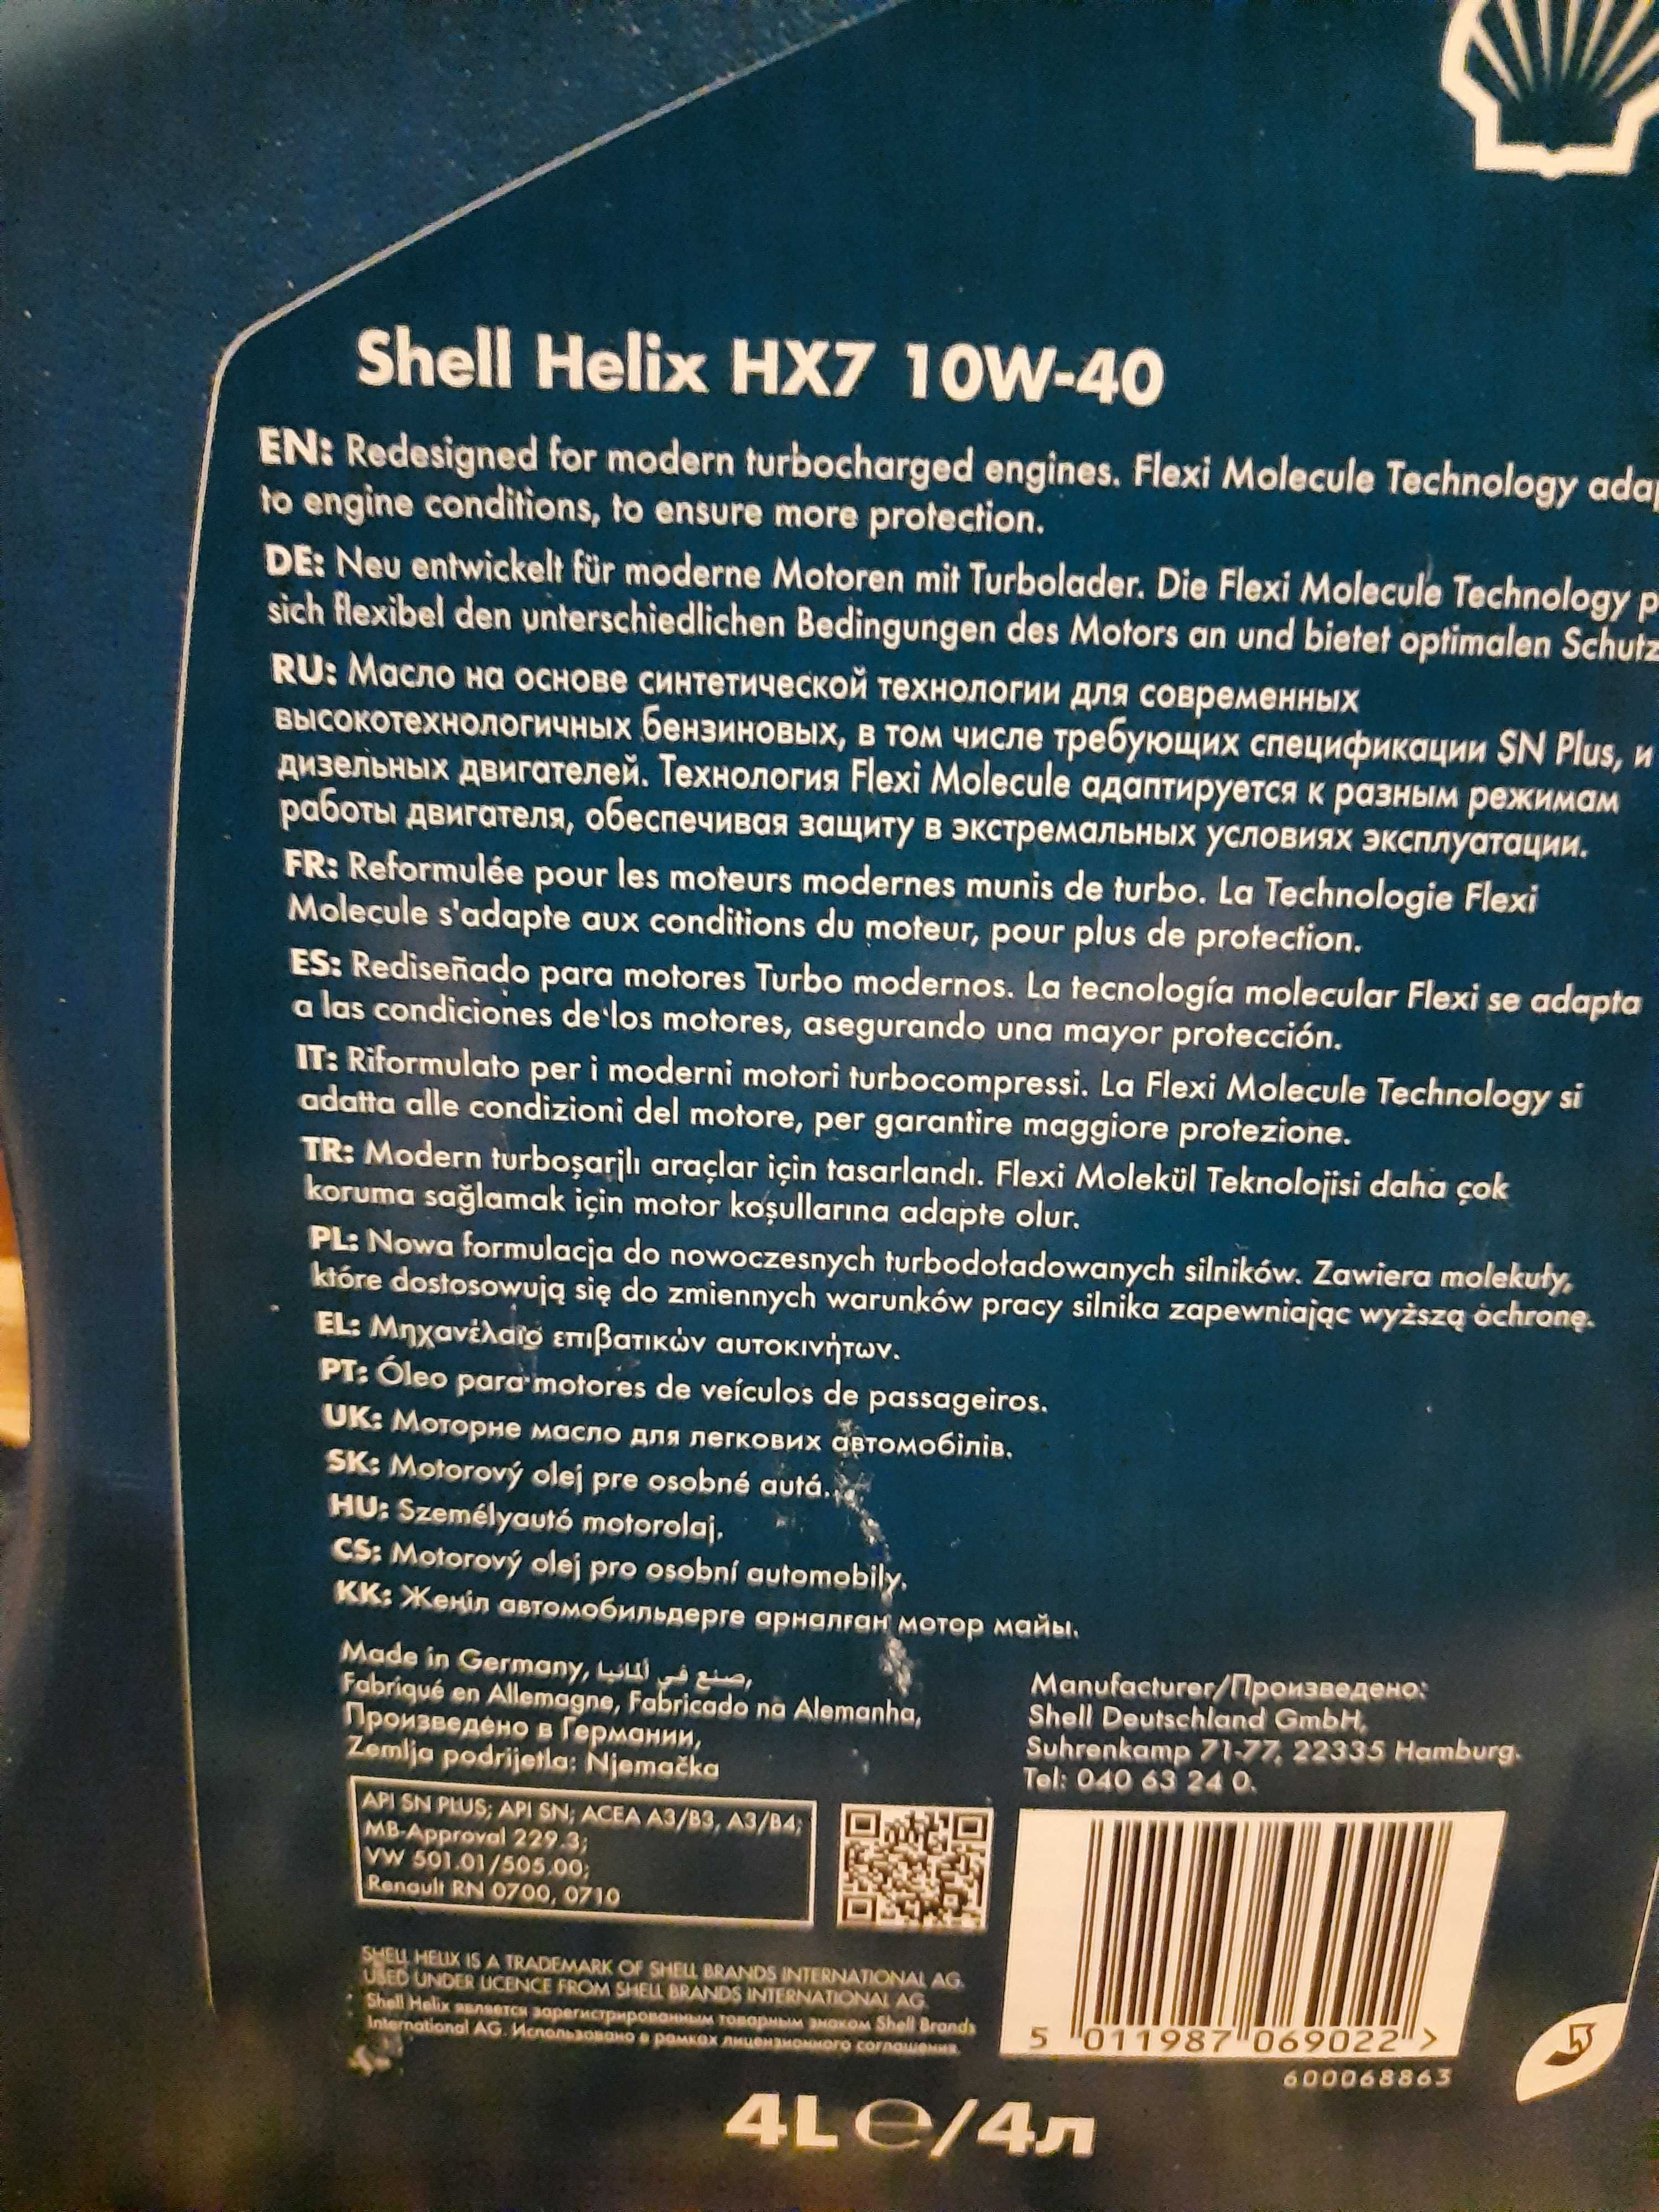 Shell Helix HX7 10W-40
EN: Redesigned for modern turbocharged engines. Flexi Molecule Technology
to engine conditions, to ensure more protection.
DE: Neu entwickelt für moderne Motoren mit Turbolader. Die Flexi Molecule Technology
sich flexibel den unterschiedlichen Bedingungen des Motors an und bietet optimalen Schutz
RU: Масло на основе синтетической технологии для современных
высокотехнологичных бензиновых, в том числе требующих спецификации SN Plus, и
дизельных двигателей. Технология Flexi Molecule адаптируется к разным режимам
работы двигателя, обеспечивая защиту в экстремальных условиях эксплуатации.
FR: Reformulée pour les moteurs modernes munis de turbo. La Technologie Flexi
Molecule s'adapte aux conditions du moteur, pour plus de protection.
ES: Rediseñado para motores Turbo modernos. La tecnología molecular Flexi se adapta
a las condiciones de los motores, asegurando una mayor protección.
IT: Riformulato per i moderni motori turbocompressi. La Flexi Molecule Technology si
adatta alle condizioni del motore, per garantire maggiore protezione.
TR: Modern turboşarjlı araçlar için tasarlandı. Flexi Molekül Teknolojisi daha çok
koruma sağlamak için motor koşullarına adapte olur.
PL: Nowa formulacja do nowoczesnych turbodoładowanych silników. Zawiera molekuły,
które dostosowują się do zmiennych warunków pracy silnika zapewniając wyższą ochronę.
EL: Μηχανέλαιο επιβατικών αυτοκινήτων.
PT: Óleo para motores de veículos de passageiros.
UK: Моторне масло для легкових автомобілів.
SK: Motorový olej pre osobné autá.
HU: Személyautó motorolaj.
CS: Motorový olej pro osobní automobily.
KK: Жеңіл автомобильдерге арналған мотор майы.
Made in Germany, صنع في ألمانيا,
Fabriqué en Allemagne, Fabricado na Alemanha,
Произведено в Германии,
Zemlja podrijetla: Njemačka
Manufacturer/Произведено:
Shell Deutschland GmbH,
Suhrenkamp 71-77, 22335 Hamburg.
Tel: 040 63 24 0.
API SN PLUS; API SN; ACEA A3/B3, A3/B4;
MB-Approval 229.3;
VW 501.01/505.00;
Renault RN 0700, 0710
SHELL HELIX IS A TRADEMARK OF SHELL BRANDS INTERNATIONAL AG.
USED UNDER LICENCE FROM SHELL BRANDS INTERNATIONAL AG.
Shell Helix является зарегистрированным товарным знаком Shell Brands
International AG. Использовано в рамках лицензионного соглашения.
5 011987 069022 >
600068863
4L℮/4л